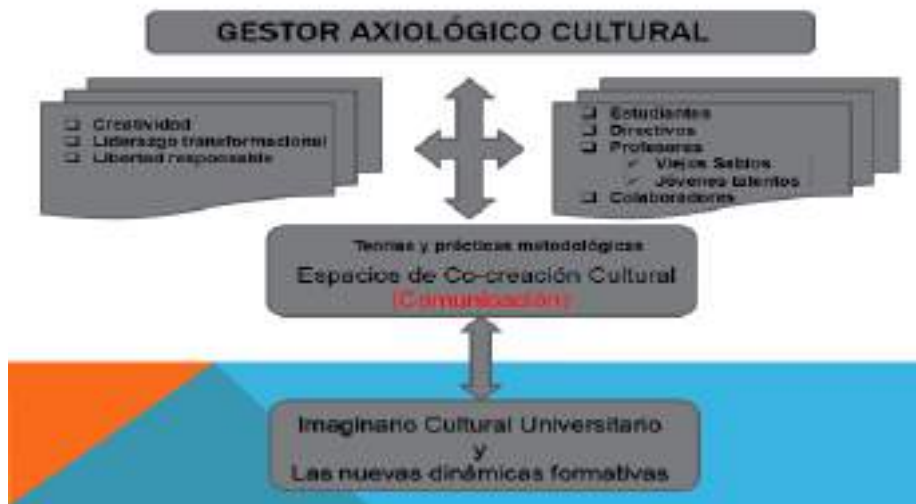 GESTOR AXIOLÓGICO CULTURAL
Creatividad
Liderazgo transformacional
Libertad responsable
Estudiantes
Directivos
Profesores
Viejos Sabios
Jóvenes talentos
Colaboradores
Teorías y prácticas metodológicas
Espacios de Co-creación Cultural
(Comunicación)
Imaginario Cultural Universitario
y
Las nuevas dinámicas formativas